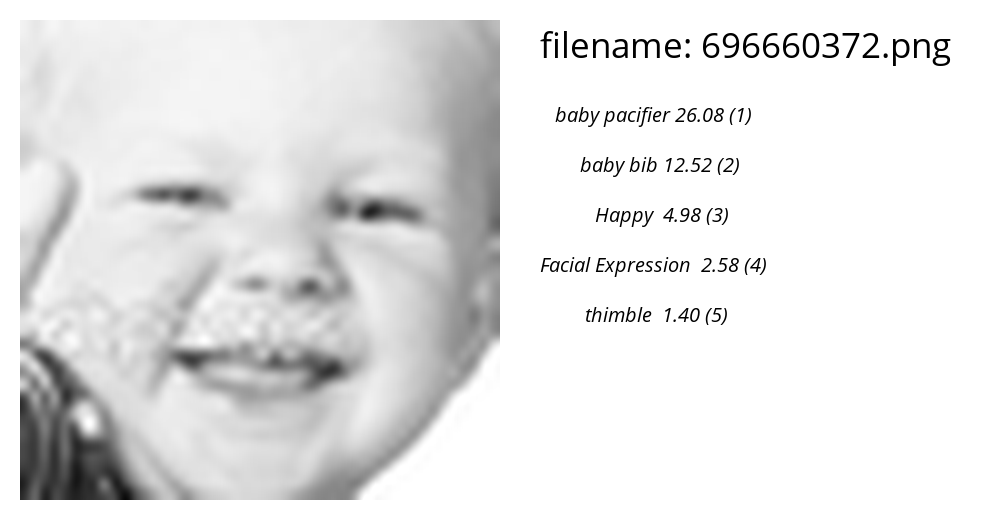 filename: 696660372.png
baby pacifier 26.08 (1)
baby bib 12.52 (2)
Happy 4.98 (3)
Facial Expression 2.58 (4)
thimble 1.40 (5)